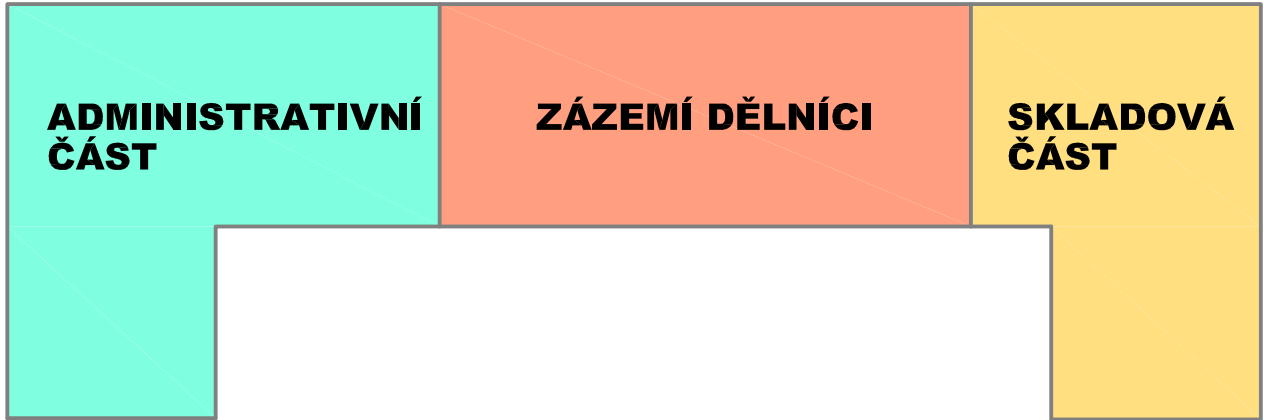 ADMINISTRATIVNÍ
ČÁST
ZÁZEMÍ DĚLNÍCI
SKLADOVÁ
ČÁST